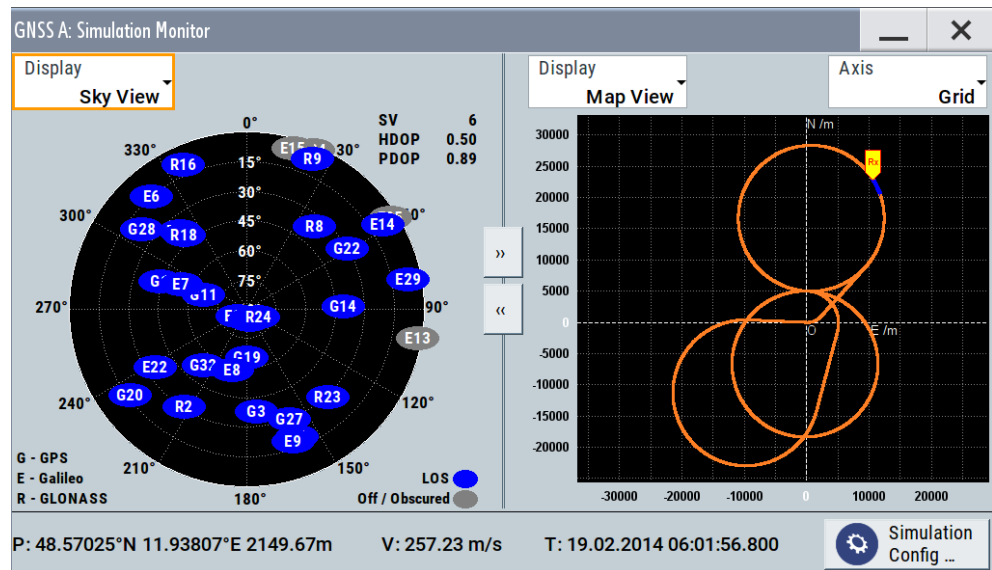 GNSS A: Simulation Monitor
Display
Sky View
Display
Map View
Axis
Grid
SV 6
HDOP 0.50
PDOP 0.89
0°
330°
30°
300°
270°
90°
240°
120°
210°
150°
180°
15°
30°
45°
60°
75°
E15
R9
R16
E6
G28
R18
R8
E14
G22
E7
G11
E29
G14
R24
E13
G19
E22
G32
E8
G20
R2
G3
G27
R23
E9
G - GPS
E - Galileo
R - GLONASS
LOS
Off / Obscured
»
«
N /m
E /m
O
Rx
30000
25000
20000
15000
10000
5000
0
-5000
-10000
-15000
-20000
-30000 -20000 -10000 0 10000 20000
P: 48.57025°N 11.93807°E 2149.67m V: 257.23 m/s T: 19.02.2014 06:01:56.800
Simulation
Config ...